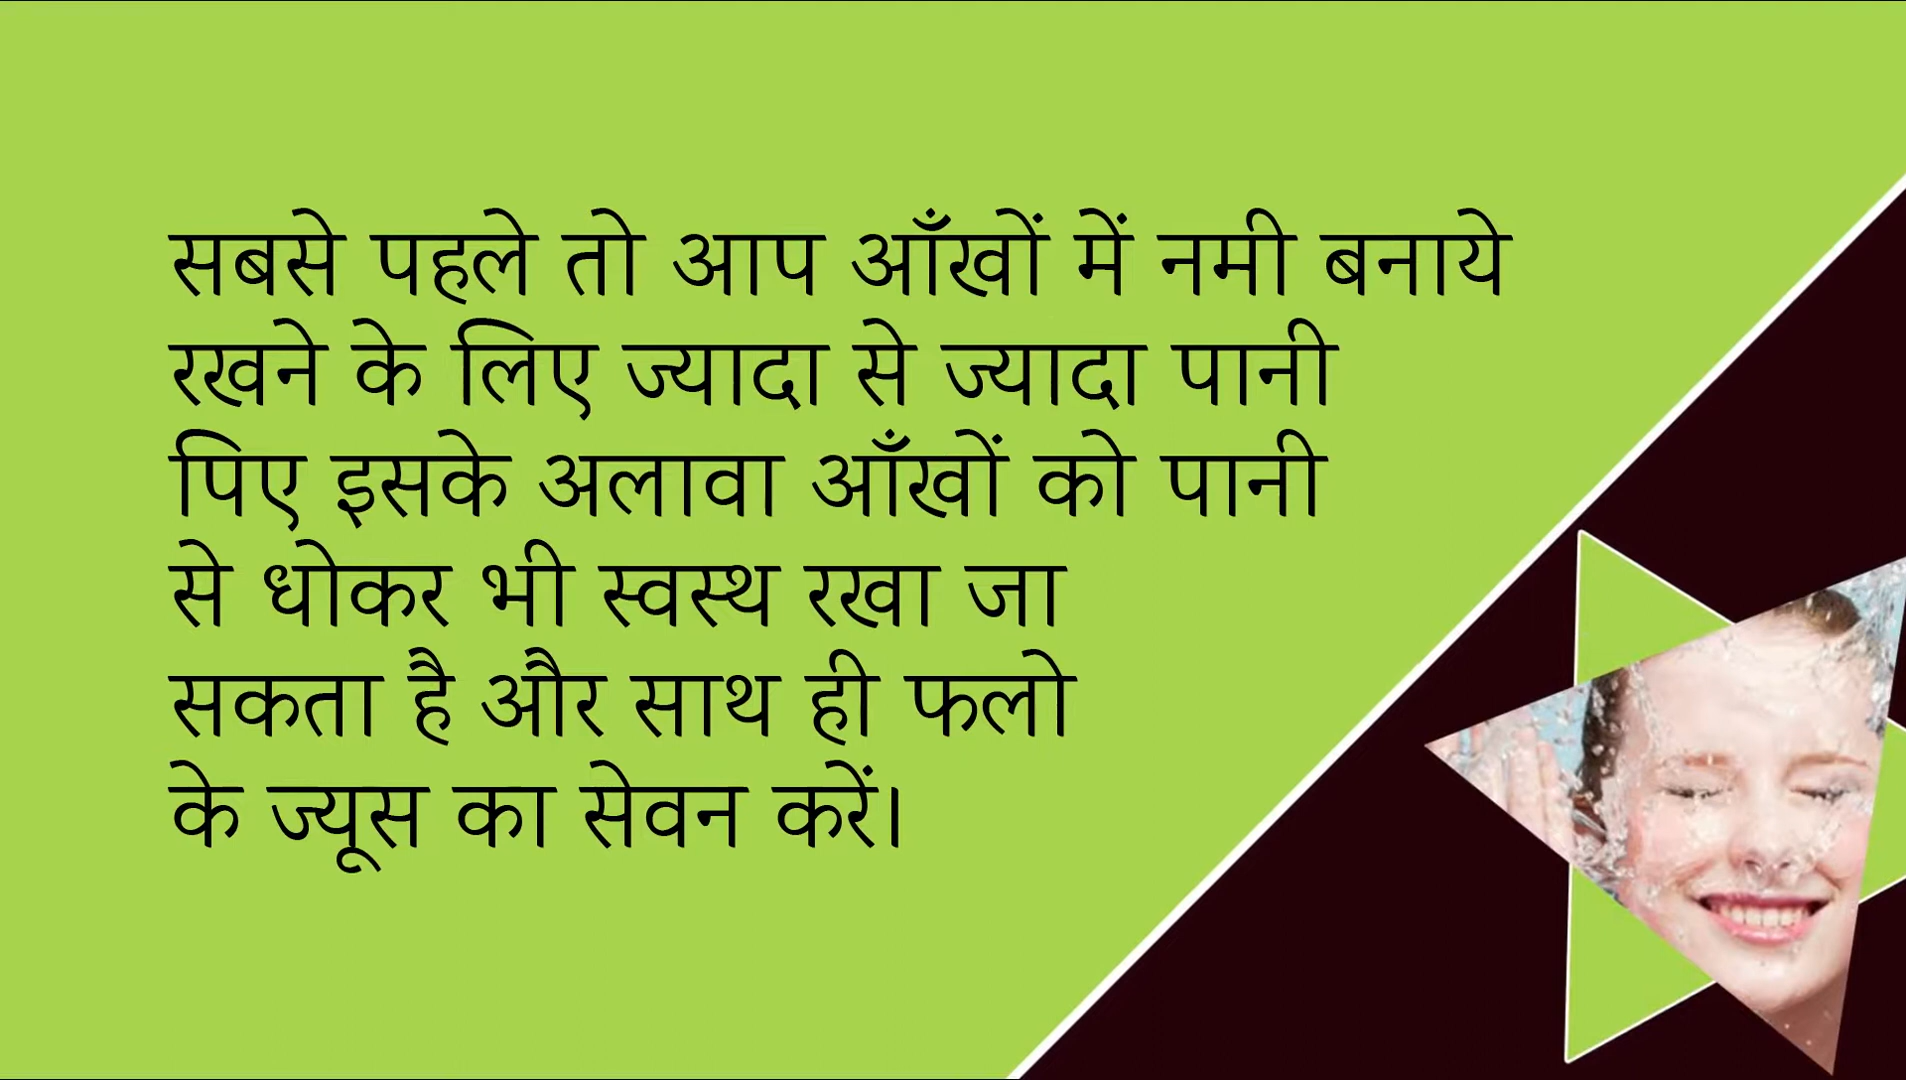 सबसे पहले तो आप आँखों में नमी बनाये
रखने के लिए ज्यादा से ज्यादा पानी
पिए इसके अलावा आँखों को पानी
से धोकर भी स्वस्थ रखा जा
सकता है और साथ ही फलो
के ज्यूस का सेवन करें।